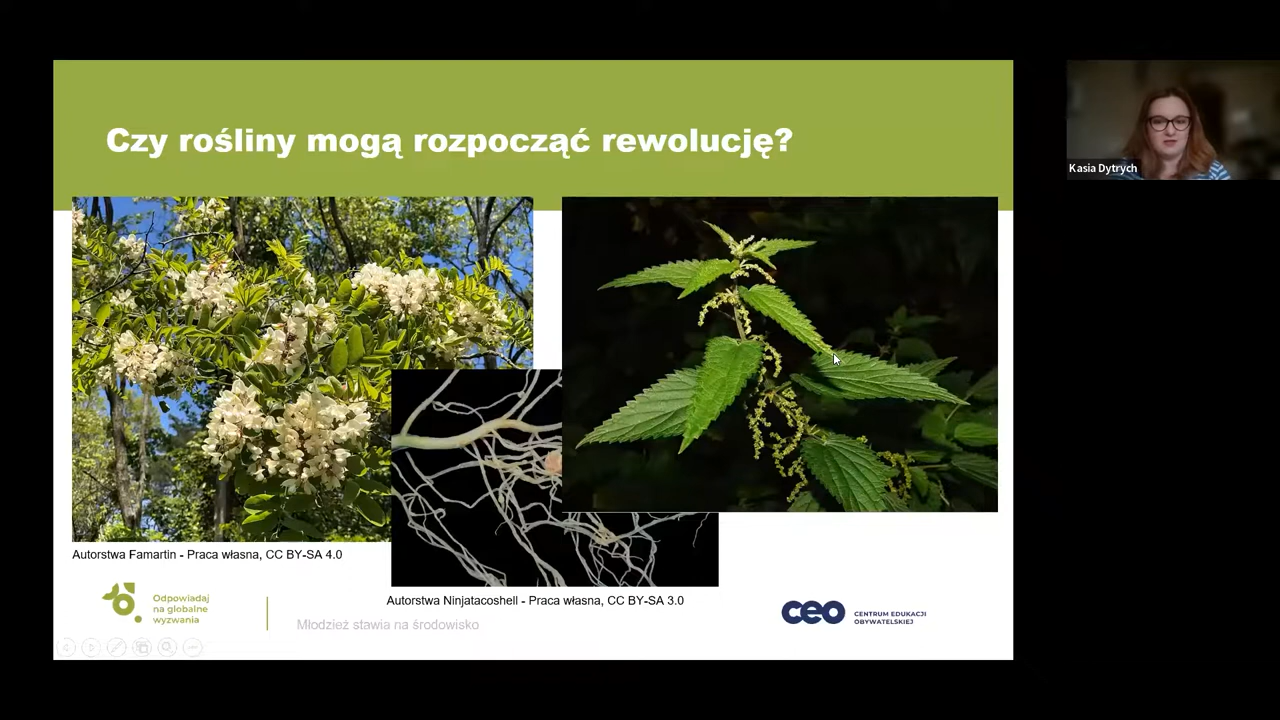 Czy rośliny mogą rozpocząć rewolucję?
Kasia Dytrych
Autorstwa Famartin - Praca własna, CC BY-SA 4.0
Autorstwa Ninjatacoshell - Praca własna, CC BY-SA 3.0
Odpowiadaj
na globalne
wyzwania
Młodzież stawia na środowisko
ceo
CENTRUM EDUKACJI
OBYWATELSKIEJ